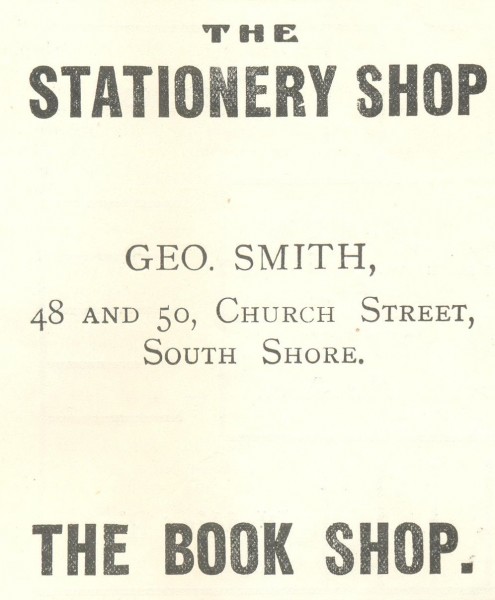 THE
STATIONERY SHOP
GEO. SMITH,
48 AND 50, CHURCH STREET,
SOUTH SHORE.
THE BOOK SHOP.